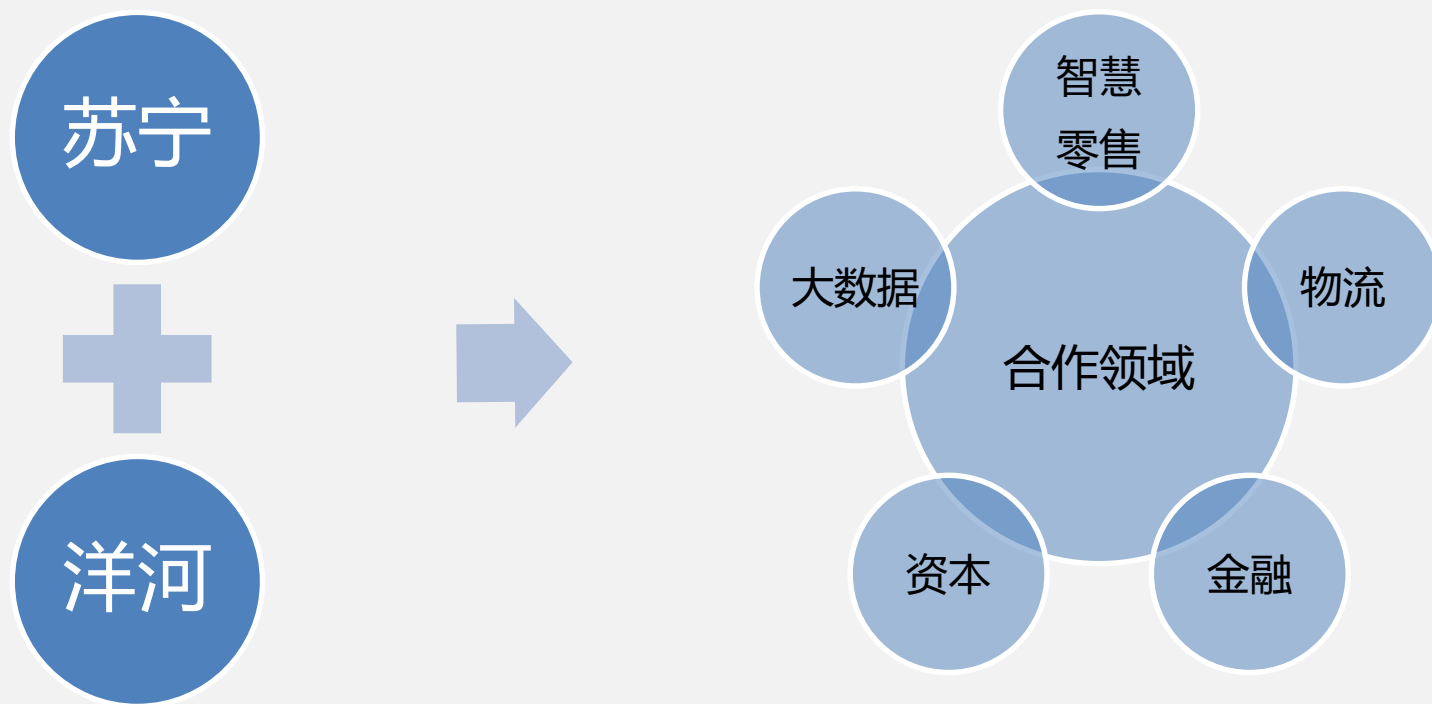 苏宁
洋河
智慧
零售
大数据
物流
合作领域
资本
金融